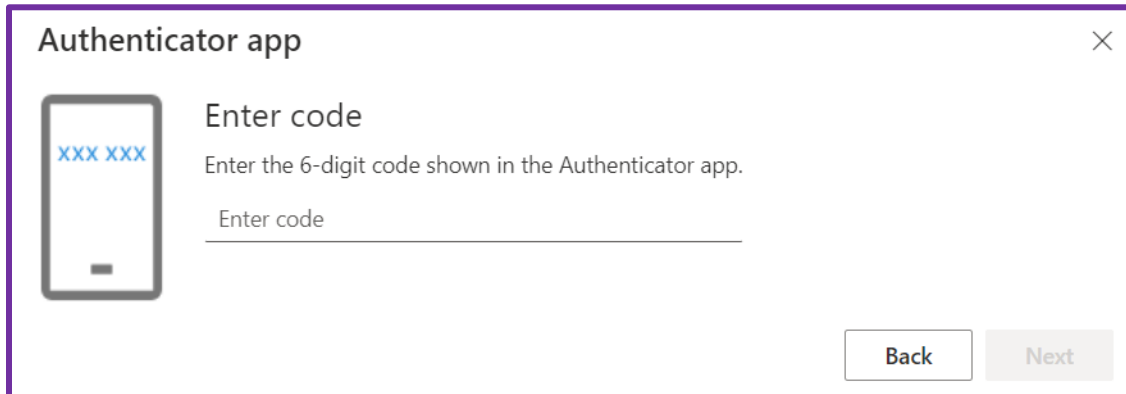 Authenticator app
Enter code
xxx xxx
Enter the 6-digit code shown in the Authenticator app.
Enter code
Back Next